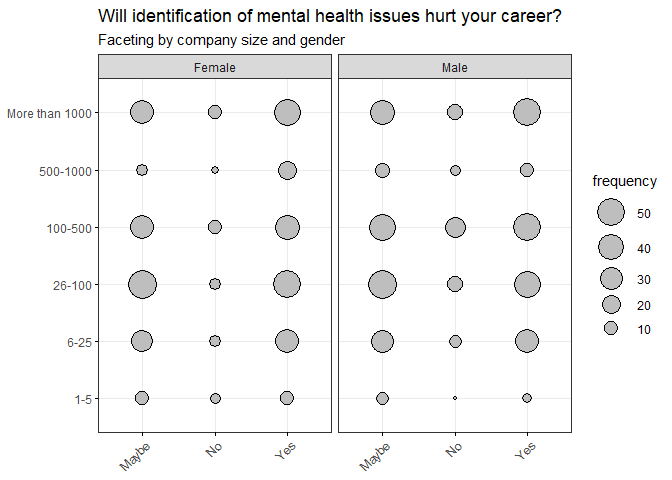 Will identification of mental health issues hurt your career?
Faceting by company size and gender
Female
Male
More than 1000
500-1000
100-500
26-100
6-25
1-5
Maybe
No
Yes
Maybe
No
Yes
frequency
50
40
30
20
10